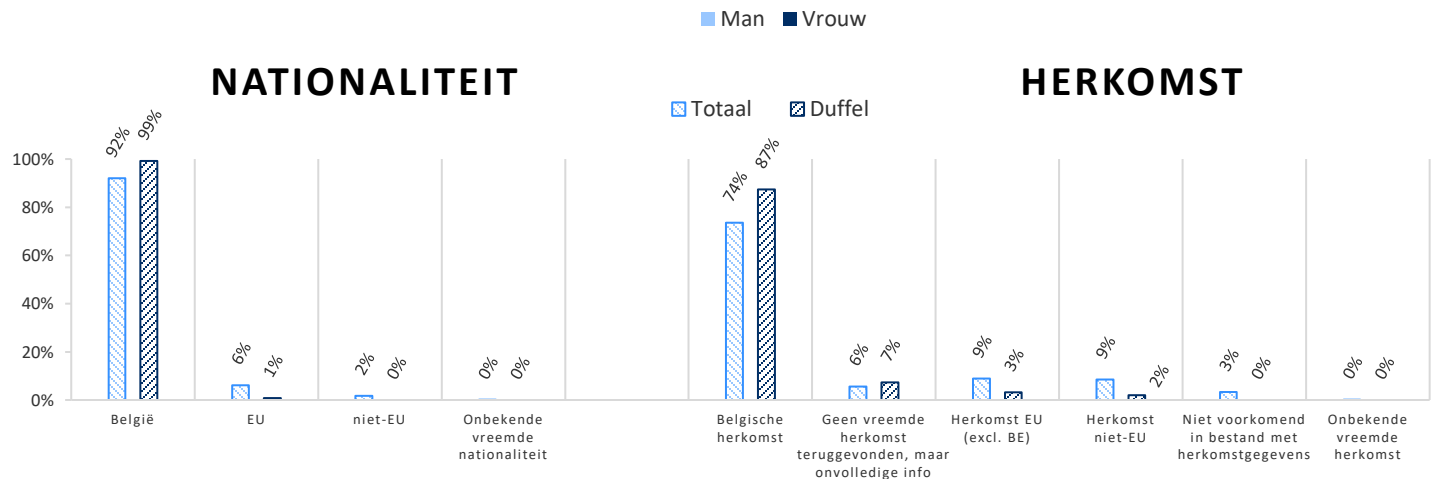 Man Vrouw
NATIONALITEIT
HERKOMST
Totaal Duffel
92% 99% 6% 1% 2% 0% 0% 0% 74% 87% 6% 7% 9% 3% 9% 2% 3% 0% 0% 0%
100%
80%
60%
40%
20%
0%
België
EU
niet-EU
Onbekende
vreemde
nationaliteit
Belgische
herkomst
Geen vreemde
herkomst
teruggevonden, maar
onvolledige info
Herkomst EU
(excl. BE)
Herkomst
niet-EU
Niet voorkomend
in bestand met
herkomstgegevens
Onbekende
vreemde
herkomst